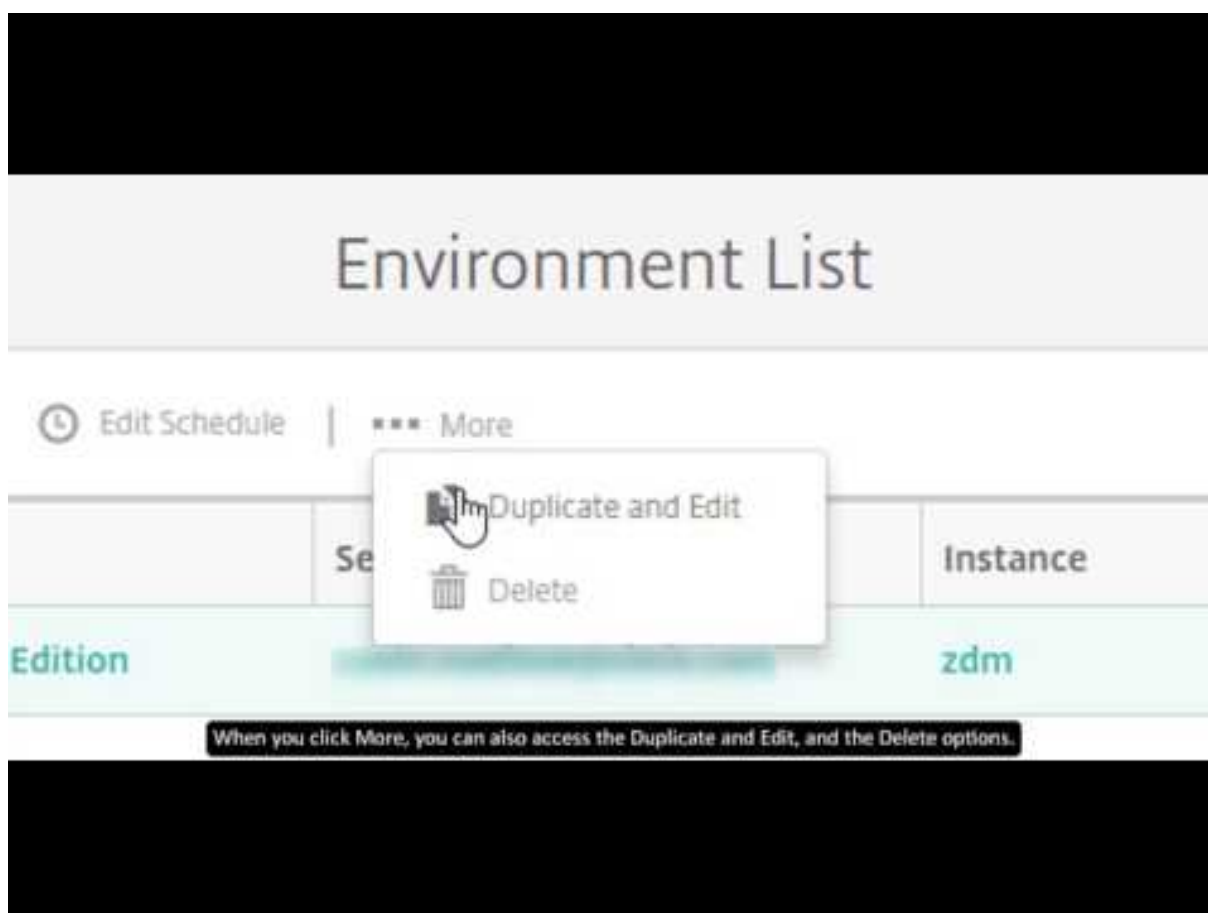 Environment List
Edit Schedule | ▪▪▪ More
Duplicate and Edit
Se
Instance
Delete
Edition
zdm
When you click More, you can also access the Duplicate and Edit, and the Delete options.